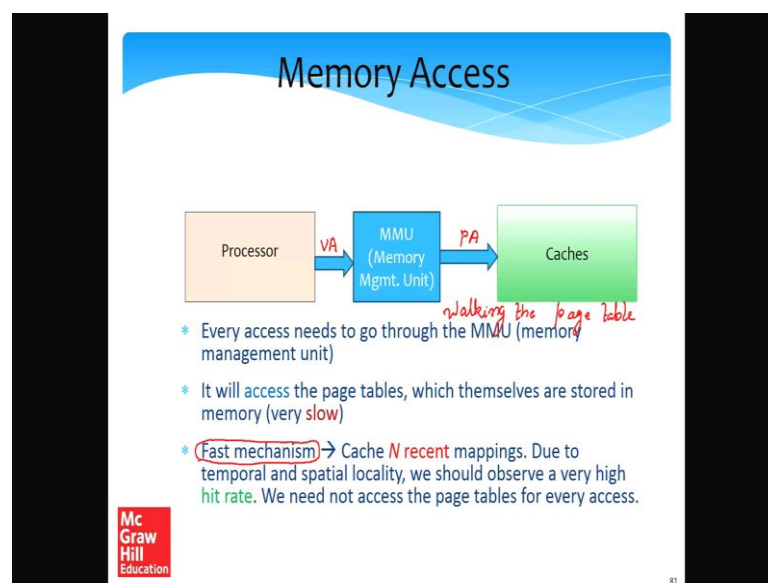 Memory Access
Processor
VA
MMU
(Memory
Mgmt. Unit)
PA
Caches
Walking the page table
* Every access needs to go through the MMU (memory
management unit)
* It will access the page tables, which themselves are stored in
memory (very slow)
* Fast mechanism → Cache N recent mappings. Due to
temporal and spatial locality, we should observe a very high
hit rate. We need not access the page tables for every access.
Mc
Graw
Hill
Education
81